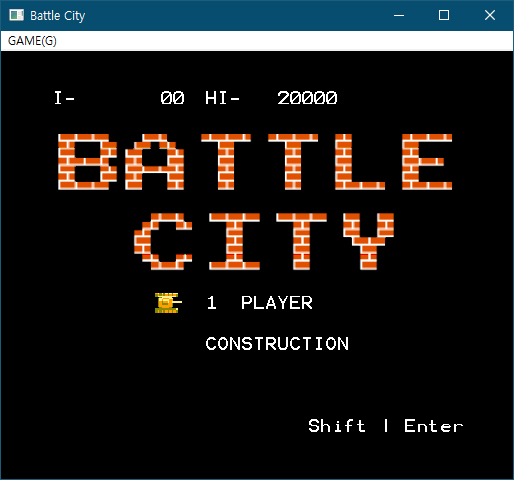 Battle City
GAME(G)
I- 00 HI- 20000
BATTLE
CITY
1 PLAYER
CONSTRUCTION
Shift | Enter